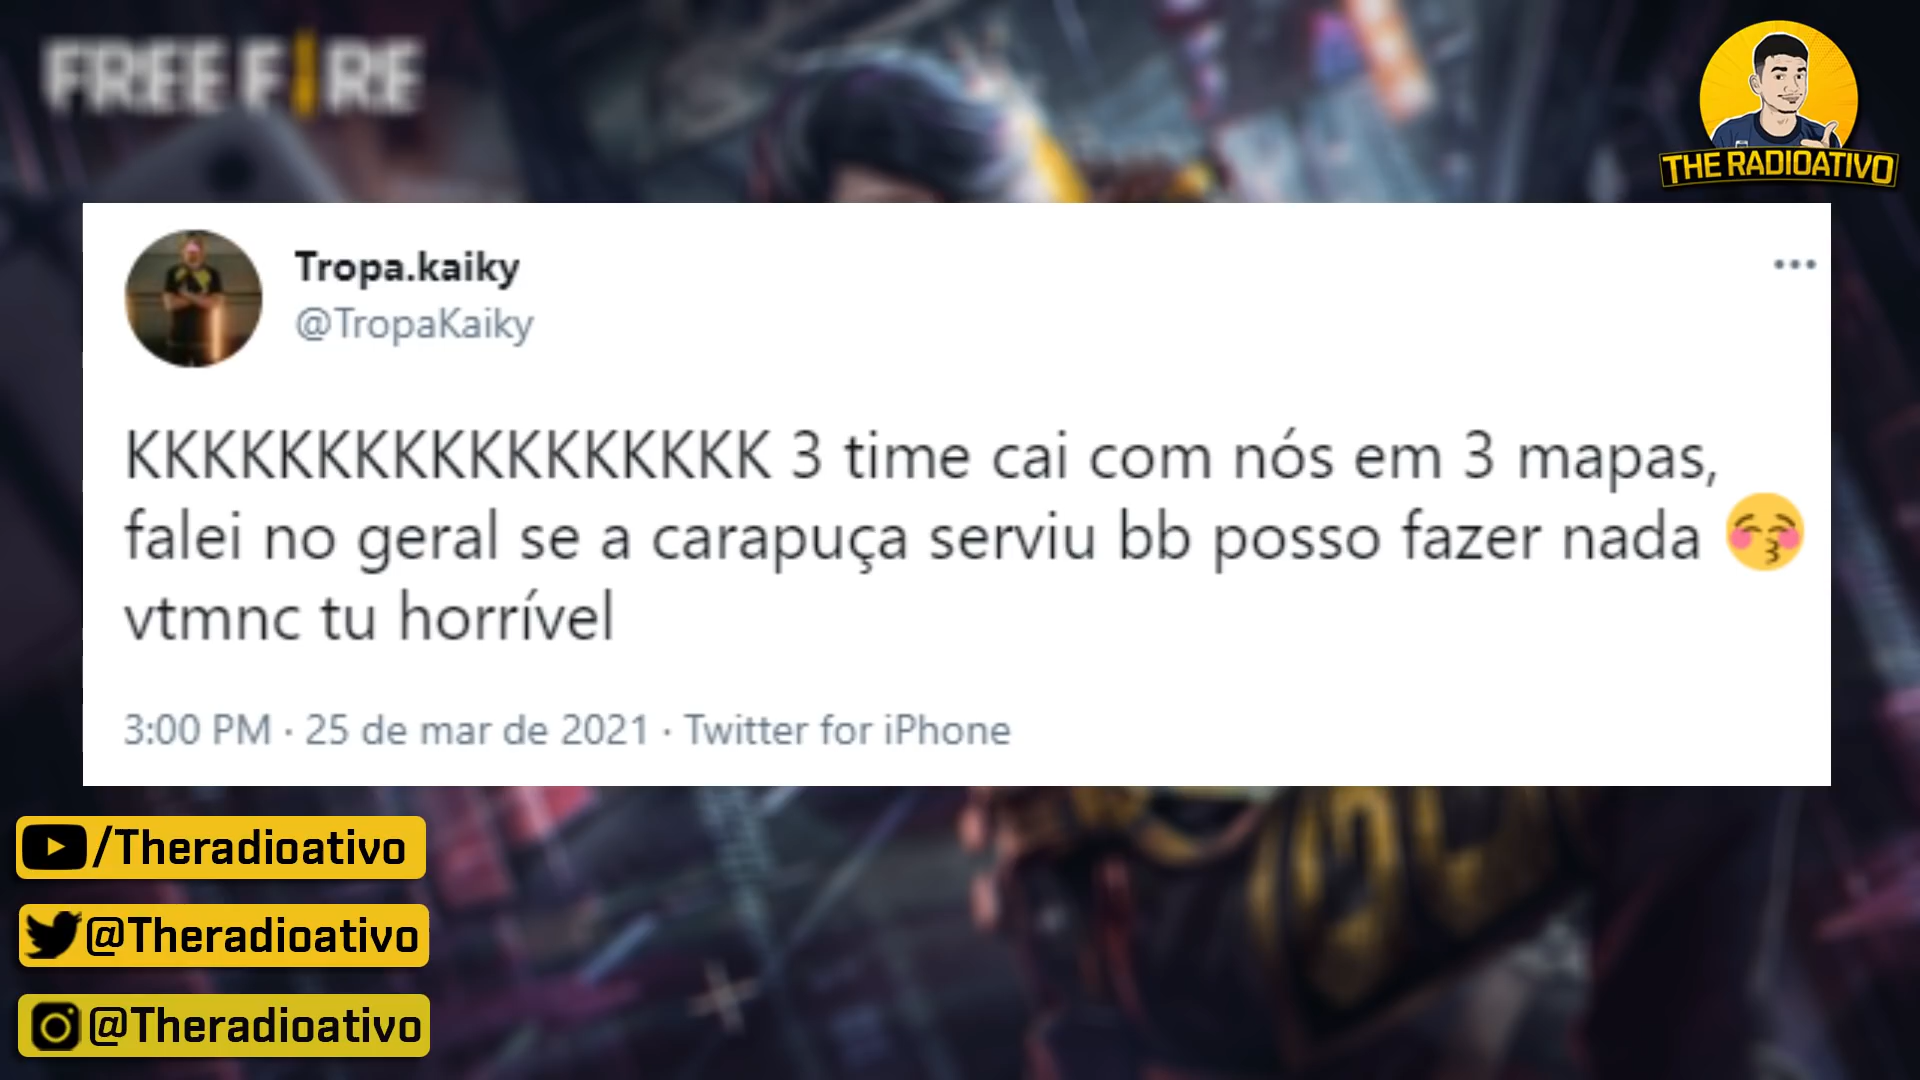 FREE FIRE
THE RADIOATIVO
Tropa.kaiky
@TropaKaiky
KKKKKKKKKKKKKKKKK 3 time cai com nós em 3 mapas,
falei no geral se a carapuça serviu bb posso fazer nada 😚
vtmnc tu horrível
3:00 PM · 25 de mar de 2021 · Twitter for iPhone
/Theradioativo
@Theradioativo
@Theradioativo